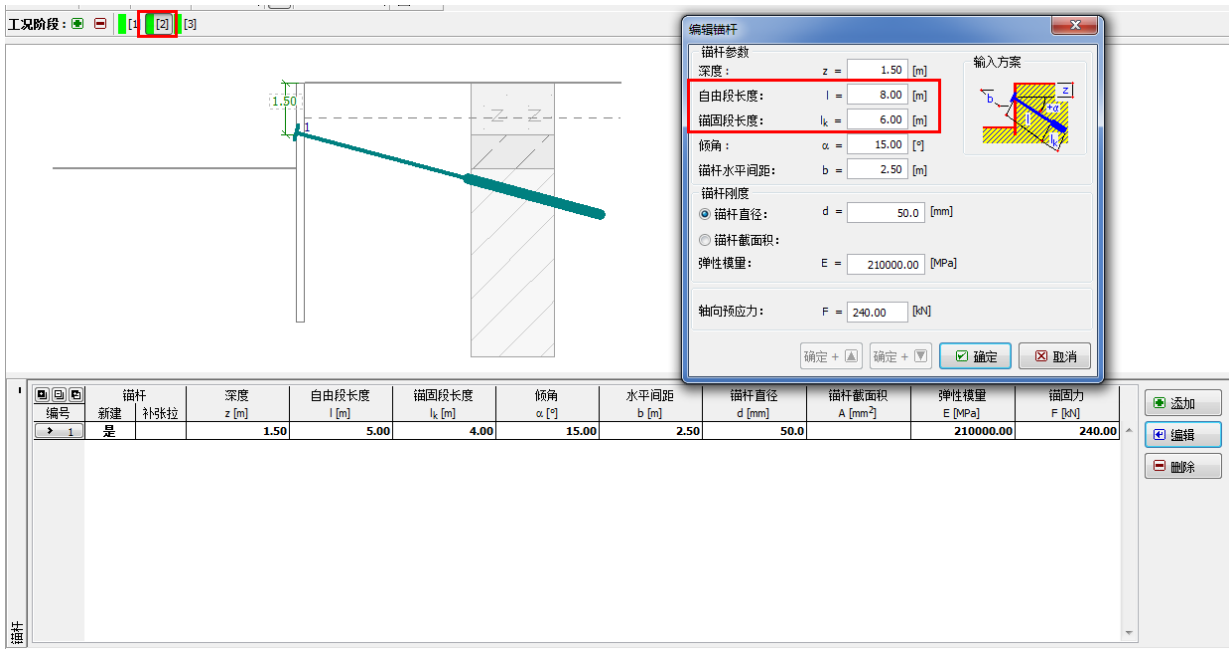 工况阶段: [1] [2] [3]
1.50
1
编辑锚杆
锚杆参数
深度: z = 1.50 [m]
自由段长度: l = 8.00 [m]
锚固段长度: lk = 6.00 [m]
倾角: α = 15.00 [°]
锚杆水平间距: b = 2.50 [m]
输入方案
b z +α l lk
锚杆刚度
锚杆直径: d = 50.0 [mm]
锚杆截面积:
弹性模量: E = 210000.00 [MPa]
轴向预应力: F = 240.00 [kN]
确定 + 确定 + 确定 取消
编号 锚杆 深度 自由段长度 锚固段长度 倾角 水平间距 锚杆直径 锚杆截面积 弹性模量 锚固力
新建 补张拉 z [m] l [m] lk [m] α [°] b [m] d [mm] A [mm²] E [MPa] F [kN]
1 是 1.50 5.00 4.00 15.00 2.50 50.0 210000.00 240.00
添加
编辑
删除
锚杆